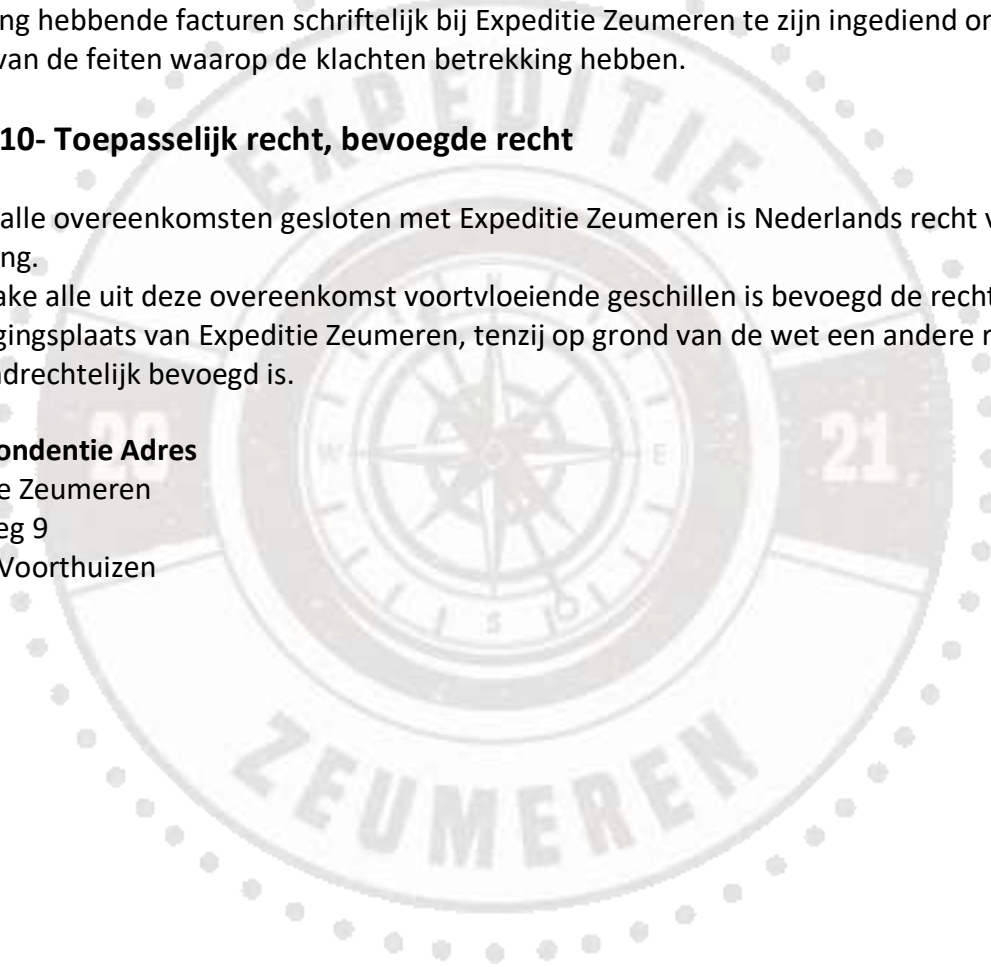 ng hebbende facturen schriftelijk bij Expeditie Zeumeren te zijn ingediend on
van de feiten waarop de klachten betrekking hebben.
10- Toepasselijk recht, bevoegde recht
alle overeenkomsten gesloten met Expeditie Zeumeren is Nederlands recht v
ng.
ake alle uit deze overeenkomst voortvloeiende geschillen is bevoegd de recht
gingsplaats van Expeditie Zeumeren, tenzij op grond van de wet een andere r
ndrechtelijk bevoegd is.
ondentie Adres
e Zeumeren
eg 9
Voorthuizen
EXPEDITIE
N
20
W
E
21
S
ZEUMEREN